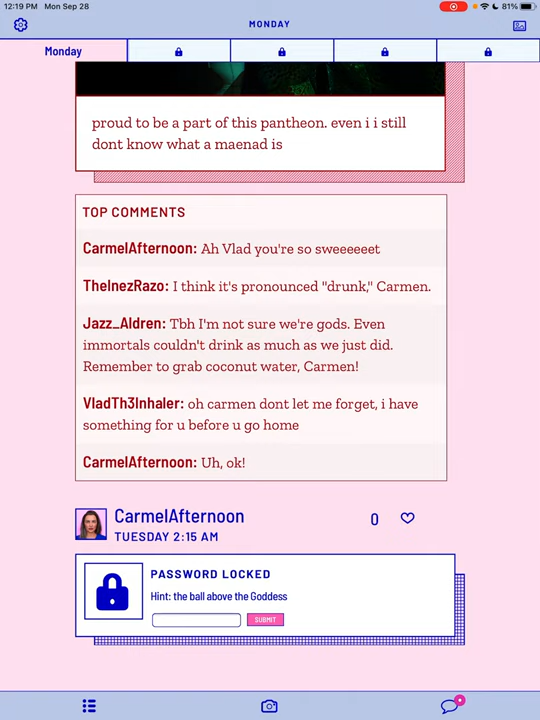 12:19 PM Mon Sep 28
81%
MONDAY
Monday
proud to be a part of this pantheon. even i i still
dont know what a maenad is
TOP COMMENTS
CarmelAfternoon: Ah Vlad you're so sweeeeeet
TheInezRazo: I think it's pronounced "drunk," Carmen.
Jazz_Aldren: Tbh I'm not sure we're gods. Even
immortals couldn't drink as much as we just did.
Remember to grab coconut water, Carmen!
VladTh3Inhaler: oh carmen dont let me forget, i have
something for u before u go home
CarmelAfternoon: Uh, ok!
CarmelAfternoon
0
TUESDAY 2:15 AM
PASSWORD LOCKED
Hint: the ball above the Goddess
SUBMIT